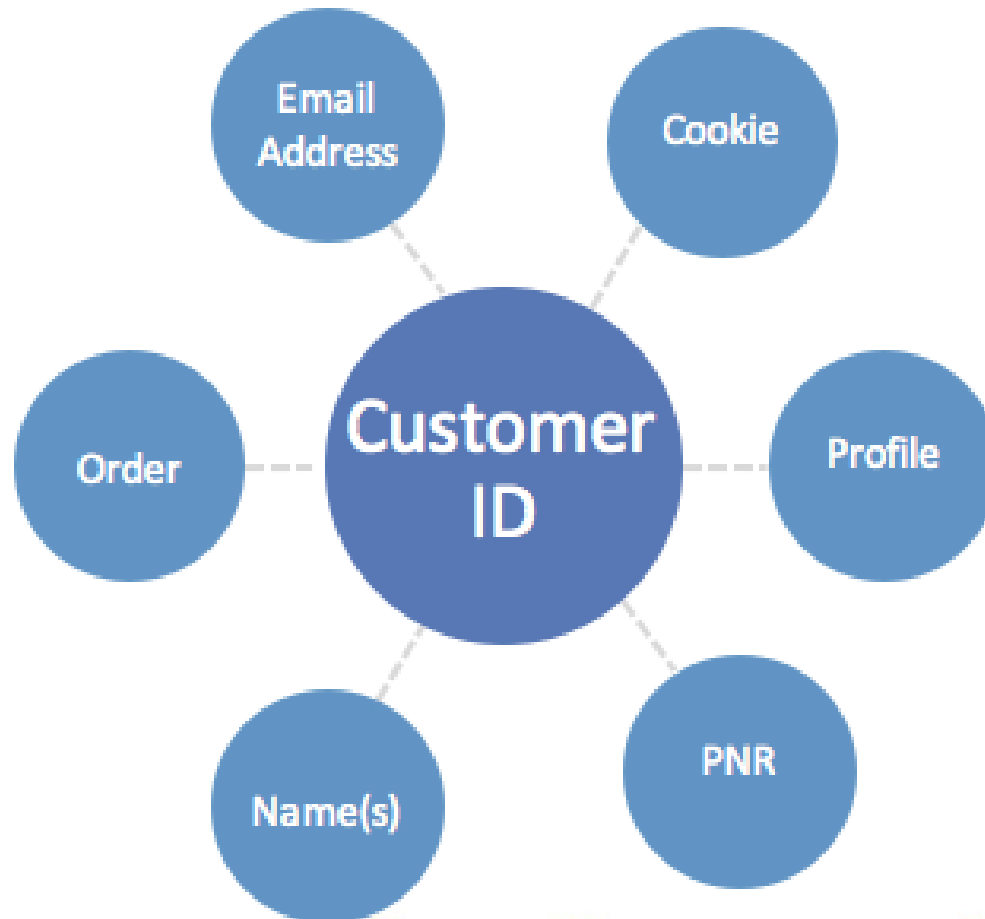 Email
Address
Cookie
Customer
ID
Order
Profile
Name(s)
PNR